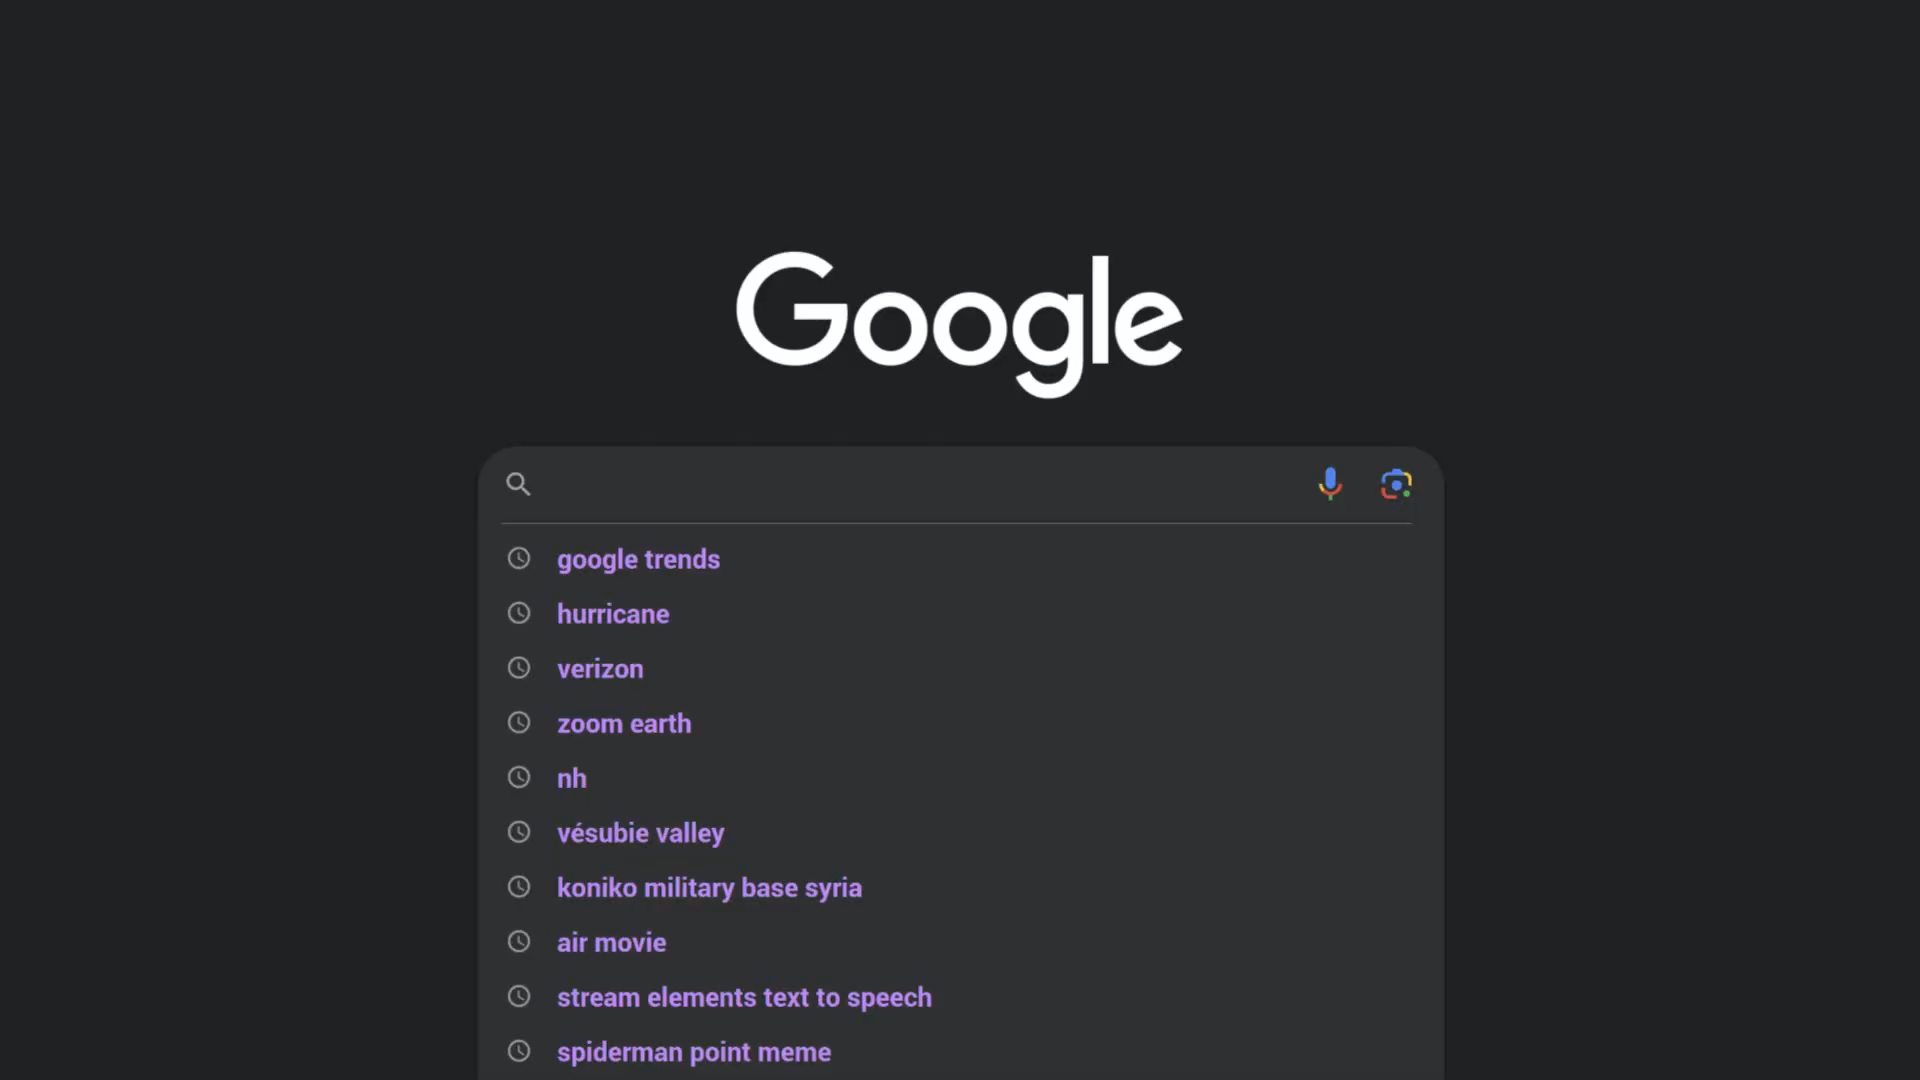 Google
google trends
hurricane
verizon
zoom earth
nh
vésubie valley
koniko military base syria
air movie
stream elements text to speech
spiderman point meme